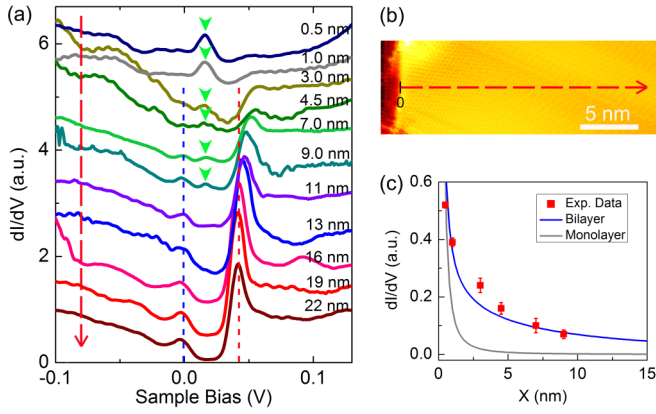 (a)
6
4
2
0
dI/dV (a.u.)
0.5 nm
1.0 nm
3.0 nm
4.5 nm
7.0 nm
9.0 nm
11 nm
13 nm
16 nm
19 nm
22 nm
-0.1
0.0
0.1
Sample Bias (V)
(b)
0
5 nm
(c)
0.6
0.4
0.2
0.0
dI/dV (a.u.)
Exp. Data
Bilayer
Monolayer
0
5
10
15
X (nm)